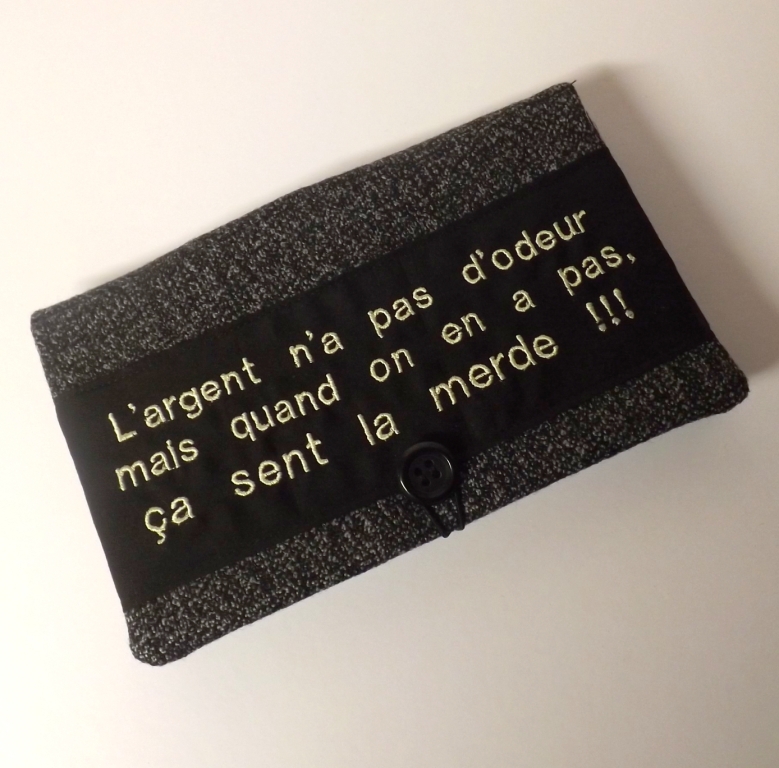 L'argent n'a pas d'odeur
mais quand on en a pas,
ça sent la merde !!!